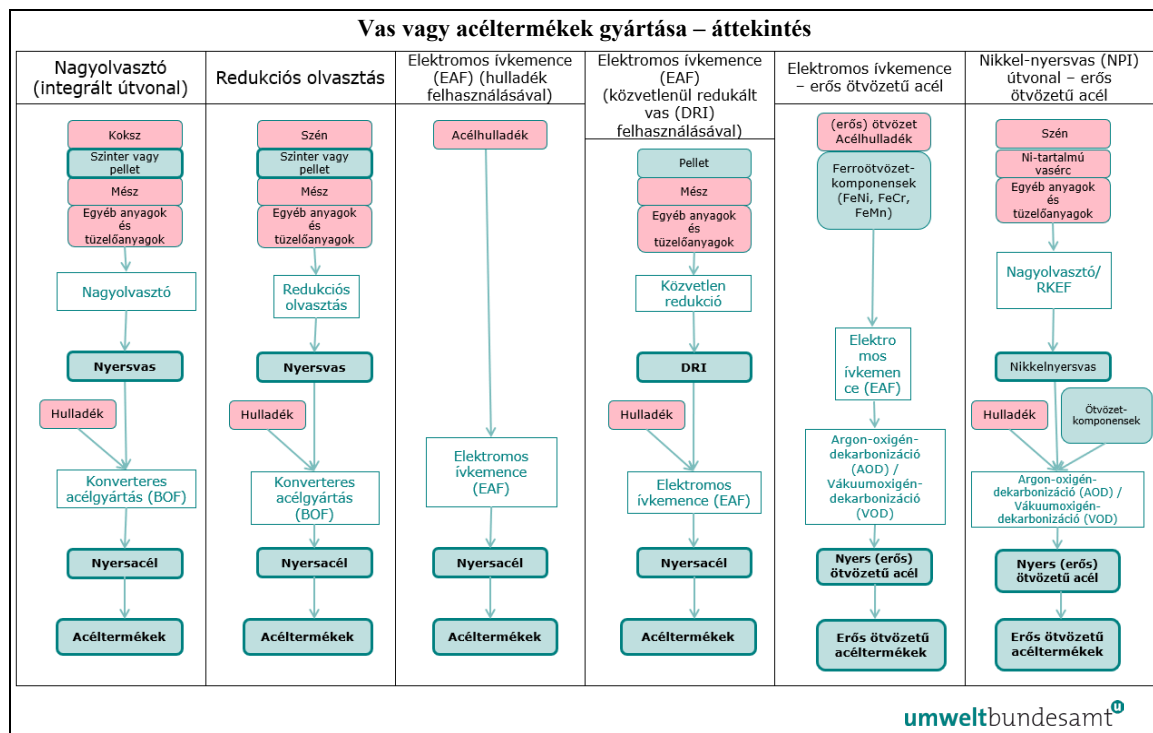 Vas vagy acéltermékek gyártása – áttekintés
Nagyolvasztó
(integrált útvonal)
Koksz
Szinter vagy
pellet
Mész
Egyéb anyagok
és
tüzelőanyagok
Nagyolvasztó
Nyersvas
Hulladék
Konverteres
acélgyártás (BOF)
Nyersacél
Acéltermékek
Redukciós olvasztás
Szén
Szinter vagy
pellet
Mész
Egyéb anyagok
és
tüzelőanyagok
Redukciós
olvasztás
Nyersvas
Hulladék
Konverteres
acélgyártás
(BOF)
Nyersacél
Acéltermékek
Elektromos ívkemence
(EAF) (hulladék
felhasználásával)
Acélhulladék
Elektromos
ívkemence
(EAF)
Nyersacél
Acéltermékek
Elektromos ívkemence
(EAF)
(közvetlenül redukált
vas (DRI)
felhasználásával)
Pellet
Mész
Egyéb anyagok
és
tüzelőanyagok
Közvetlen
redukció
DRI
Hulladék
Elektromos
ívkemence (EAF)
Nyersacél
Acéltermékek
Elektromos ívkemence
– erős ötvözetű acél
(erős) ötvözet
Acélhulladék
Ferroötvözet-
komponensek
(FeNi, FeCr,
FeMn)
Elektro
mos
ívkemen
ce (EAF)
Argon-oxigén-
dekarbonizáció
(AOD) /
Vákuumoxigén-
dekarbonizáció
(VOD)
Nyers (erős)
ötvözetű acél
Erős ötvözetű
acéltermékek
Nikkel-nyersvas (NPI)
útvonal – erős
ötvözetű acél
Szén
Ni-tartalmú
vasérc
Egyéb anyagok
és
tüzelőanyagok
Nagyolvasztó/
RKEF
Nikkelnyersvas
Hulladék
Ötvözet-
komponensek
Argon-oxigén-
dekarbonizáció (AOD) /
Vákuumoxigén-
dekarbonizáció (VOD)
Nyers (erős)
ötvözetű acél
Erős ötvözetű
acéltermékek
umweltbundesamt u